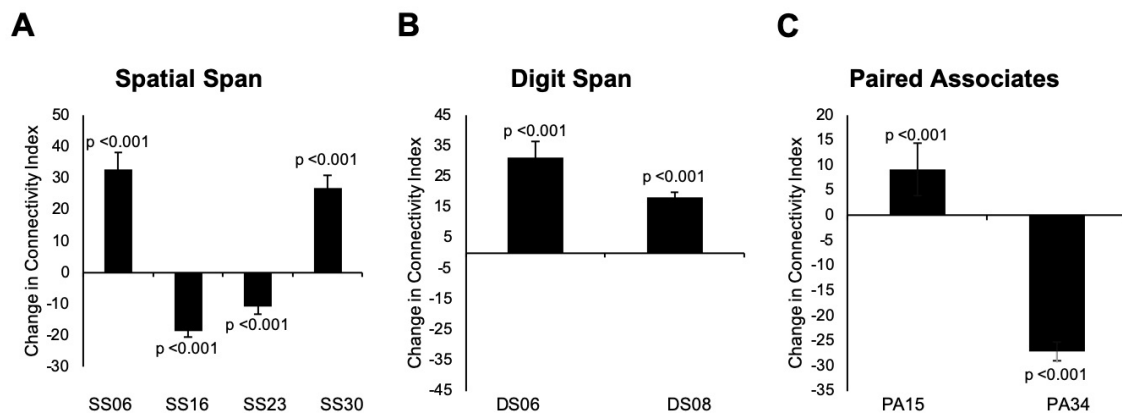 A
Spatial Span
Change in Connectivity Index
50
40
30
20
10
0
-10
-20
-30
p <0.001
p <0.001
p <0.001
p <0.001
SS06 SS16 SS23 SS30
B
Digit Span
Change in Connectivity Index
45
35
25
15
5
-5
-15
-25
-35
-45
p <0.001
p <0.001
DS06 DS08
C
Paired Associates
Change in Connectivity Index
20
15
10
5
0
-5
-10
-15
-20
-25
-30
-35
p <0.001
p <0.001
PA15 PA34